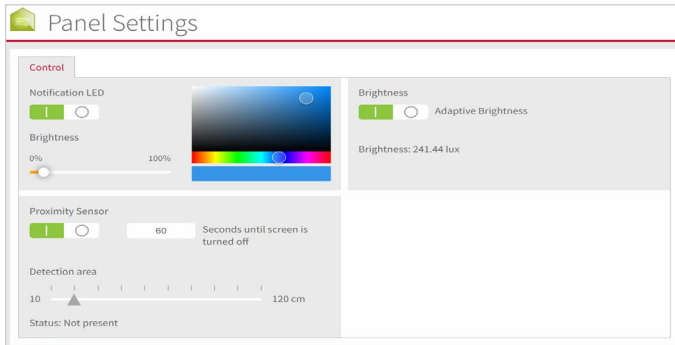 Panel Settings
Control
Notification LED
Brightness
0% 100%
Brightness
Adaptive Brightness
Brightness: 241.44 lux
Proximity Sensor
60 Seconds until screen is
turned off
Detection area
10 120 cm
Status: Not present